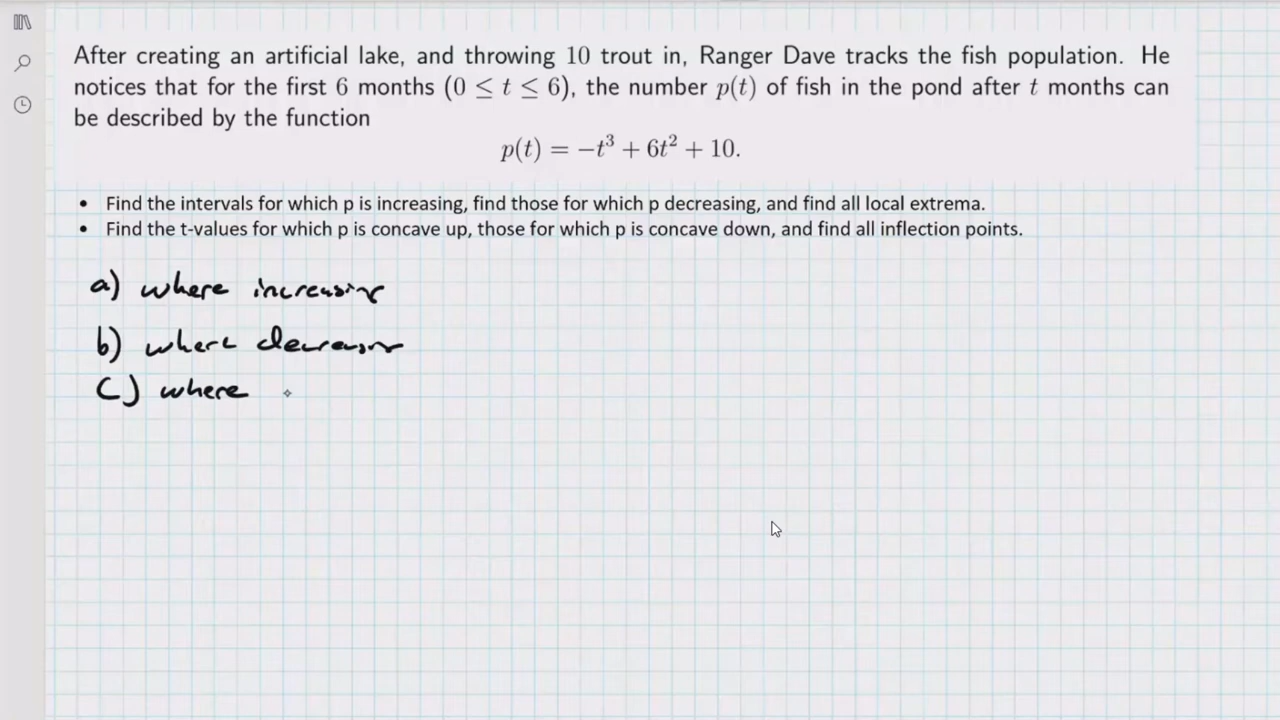 After creating an artificial lake, and throwing 10 trout in, Ranger Dave tracks the fish population. He
notices that for the first 6 months (0 ≤ t ≤ 6), the number p(t) of fish in the pond after t months can
be described by the function
p(t) = −t³ + 6t² + 10.
• Find the intervals for which p is increasing, find those for which p decreasing, and find all local extrema.
• Find the t-values for which p is concave up, those for which p is concave down, and find all inflection points.
a) where increasing
b) where decreasing
c) where